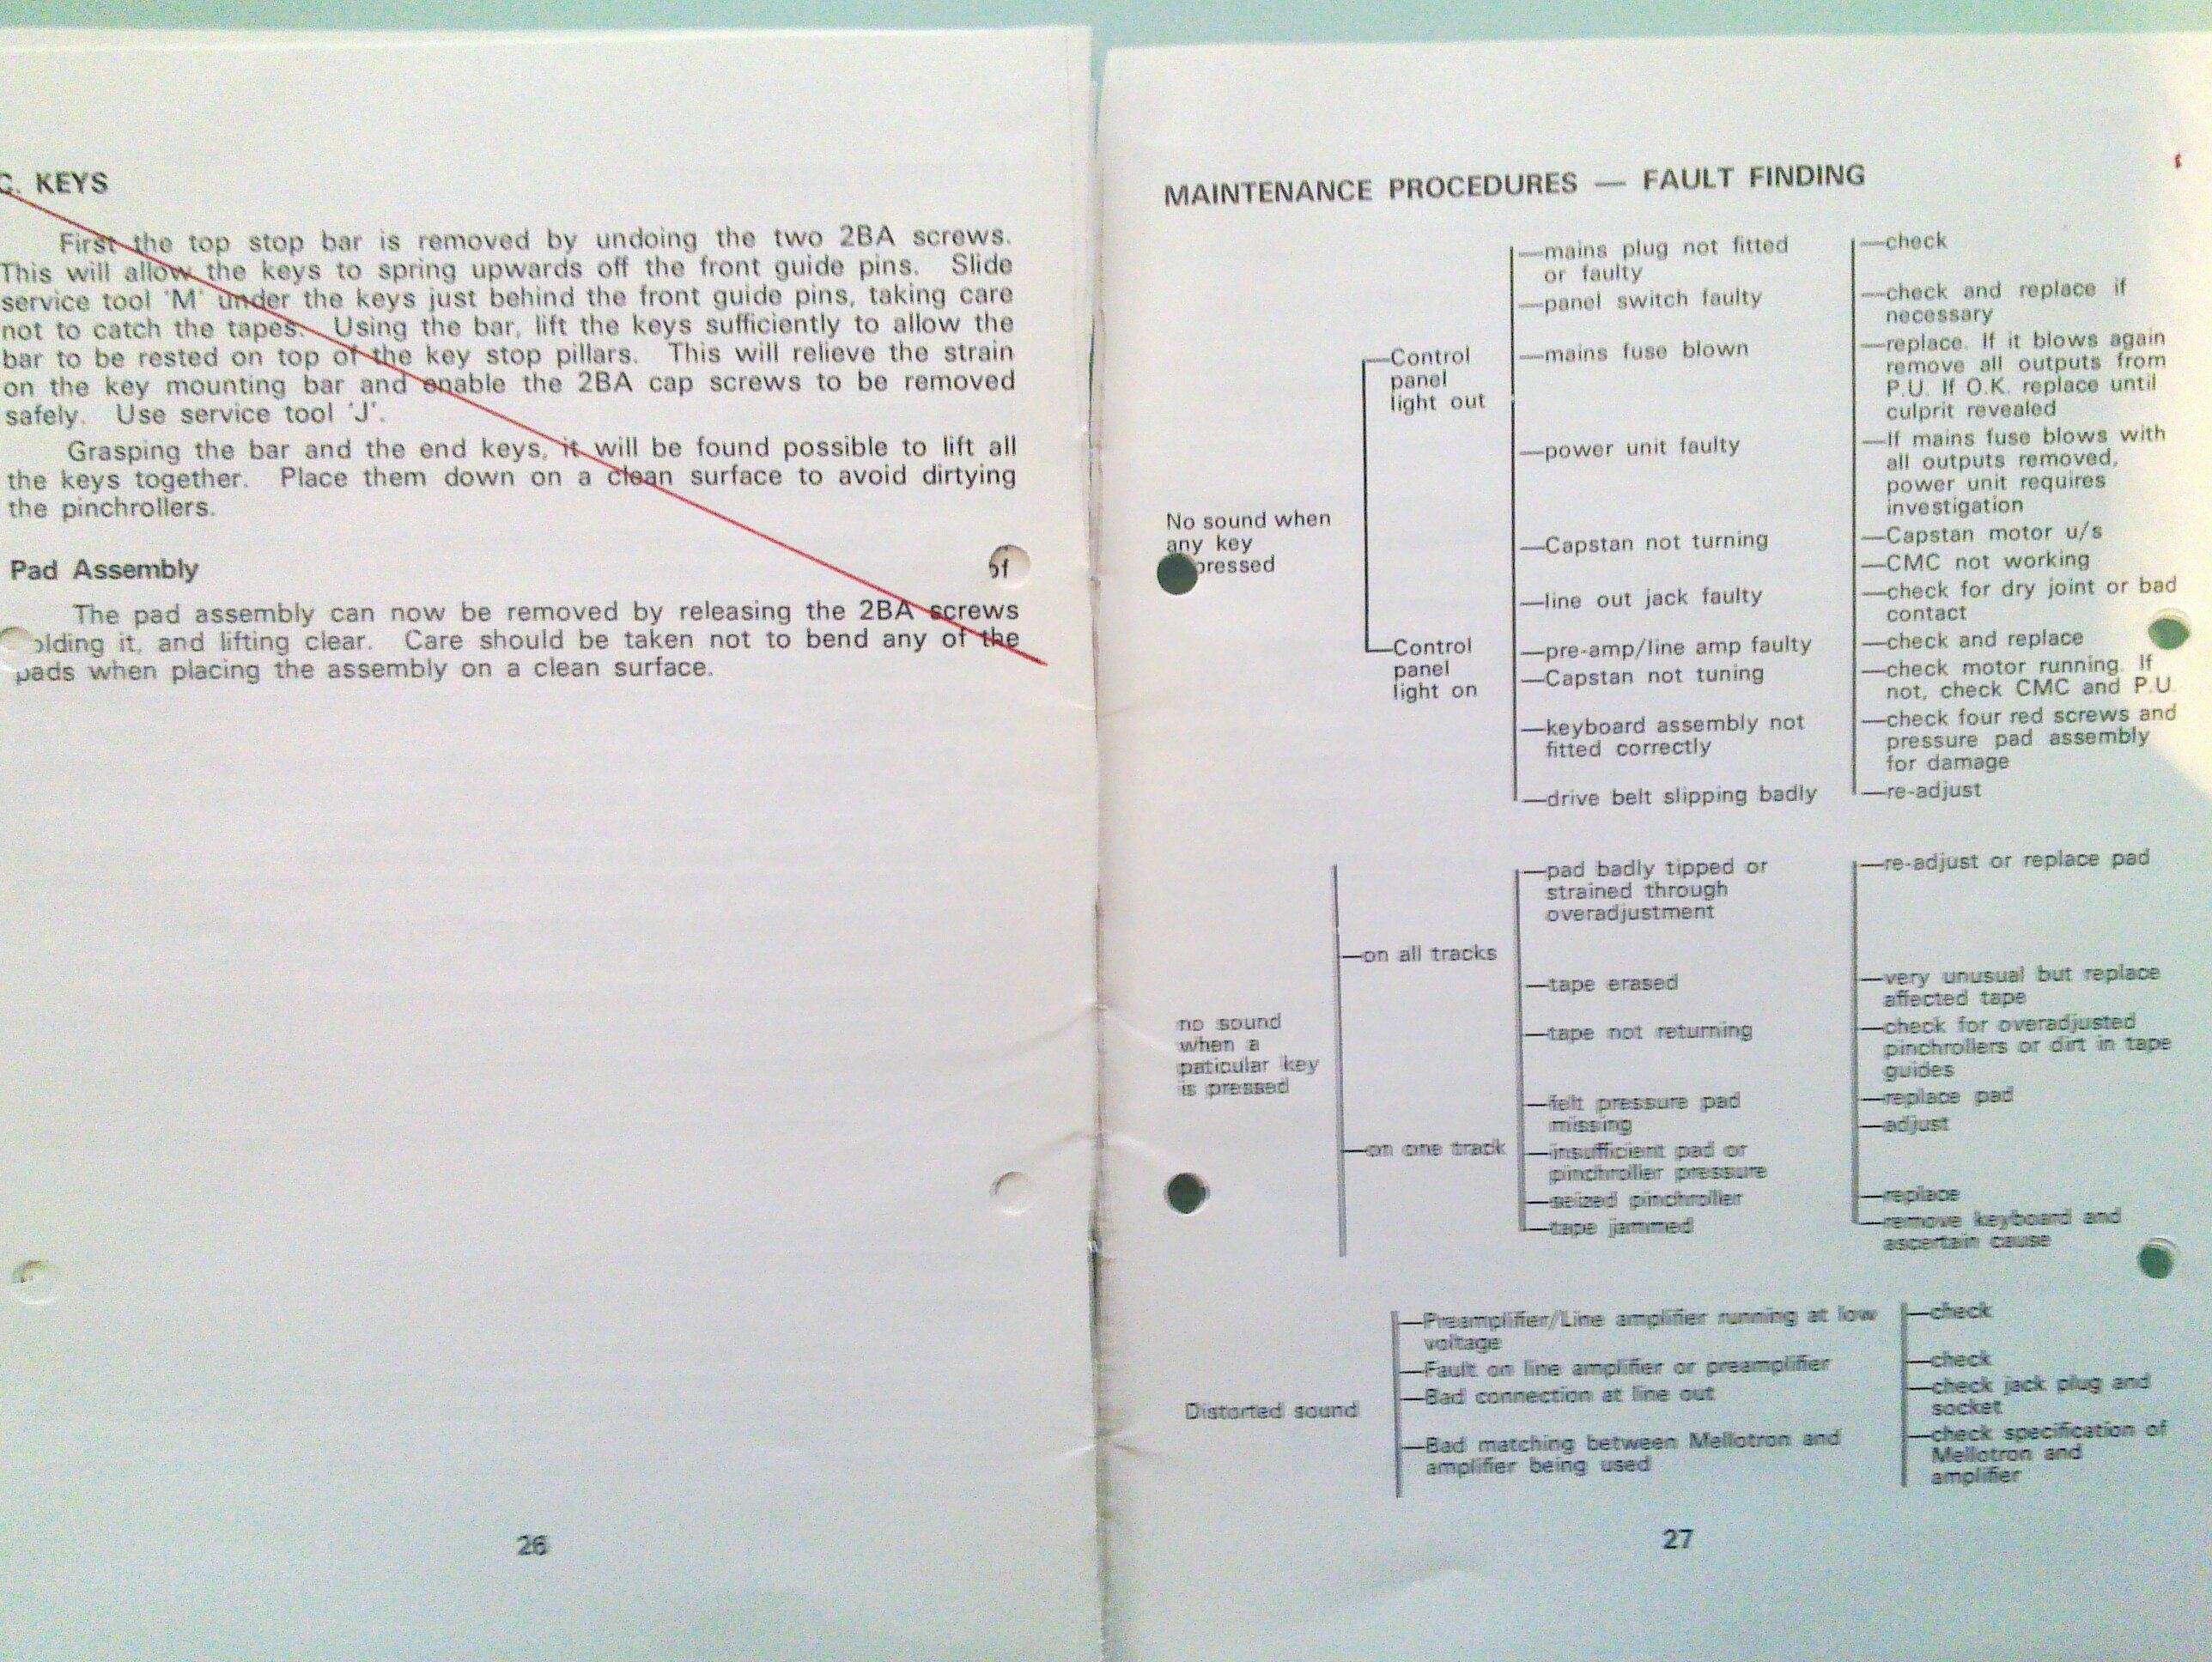 KEYS
First the top stop bar is removed by undoing the two 2BA screws.
This will allow the keys to spring upwards off the front guide pins. Slide
service tool 'M' under the keys just behind the front guide pins, taking care
not to catch the tapes. Using the bar, lift the keys sufficiently to allow the
bar to be rested on top of the key stop pillars. This will relieve the strain
on the key mounting bar and enable the 2BA cap screws to be removed
safely. Use service tool 'J'.
Grasping the bar and the end keys, it will be found possible to lift all
the keys together. Place them down on a clean surface to avoid dirtying
the pinchrollers.
Pad Assembly
The pad assembly can now be removed by releasing the 2BA screws
olding it, and lifting clear. Care should be taken not to bend any of the
pads when placing the assembly on a clean surface.
26
MAINTENANCE PROCEDURES — FAULT FINDING
No sound when
any key
pressed
Control
panel
light out
Control
panel
light on
mains plug not fitted
or faulty
panel switch faulty
mains fuse blown
power unit faulty
Capstan not turning
line out jack faulty
pre-amp/line amp faulty
Capstan not tuning
keyboard assembly not
fitted correctly
drive belt slipping badly
check
check and replace if
necessary
replace. If it blows again
remove all outputs from
P.U. If O.K. replace until
culprit revealed
If mains fuse blows with
all outputs removed,
power unit requires
investigation
Capstan motor u/s
CMC not working
check for dry joint or bad
contact
check and replace
check motor running. If
not, check CMC and P.U.
check four red screws and
pressure pad assembly
for damage
re-adjust
no sound
when a
paticular key
is pressed
on all tracks
on one track
pad badly tipped or
strained through
overadjustment
tape erased
tape not returning
felt pressure pad
missing
insufficient pad or
pinchroller pressure
seized pinchroller
tape jammed
re-adjust or replace pad
very unusual but replace
affected tape
check for overadjusted
pinchrollers or dirt in tape
guides
replace pad
adjust
replace
remove keyboard and
ascertain cause
Distorted sound
Preamplifier/Line amplifier running at low
voltage
Fault on line amplifier or preamplifier
Bad connection at line out
Bad matching between Mellotron and
amplifier being used
check
check
check jack plug and
socket
check specification of
Mellotron and
amplifier
27